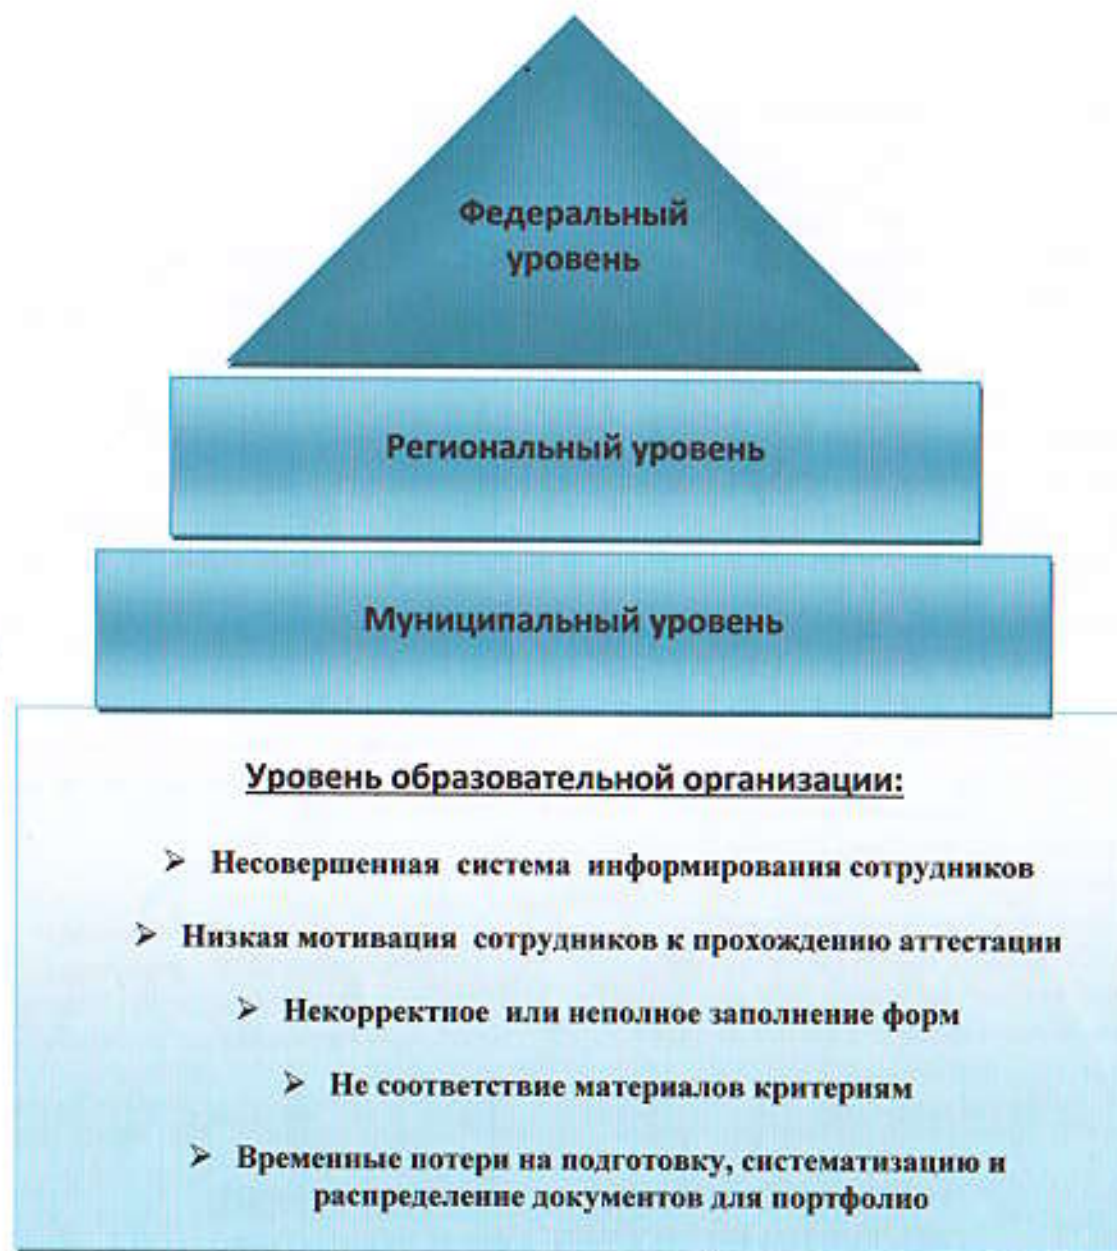 Федеральный
уровень
Региональный уровень
Муниципальный уровень
Уровень образовательной организации:
➢ Несовершенная система информирования сотрудников
➢ Низкая мотивация сотрудников к прохождению аттестации
➢ Некорректное или неполное заполнение форм
➢ Не соответствие материалов критериям
➢ Временные потери на подготовку, систематизацию и
распределение документов для портфолио